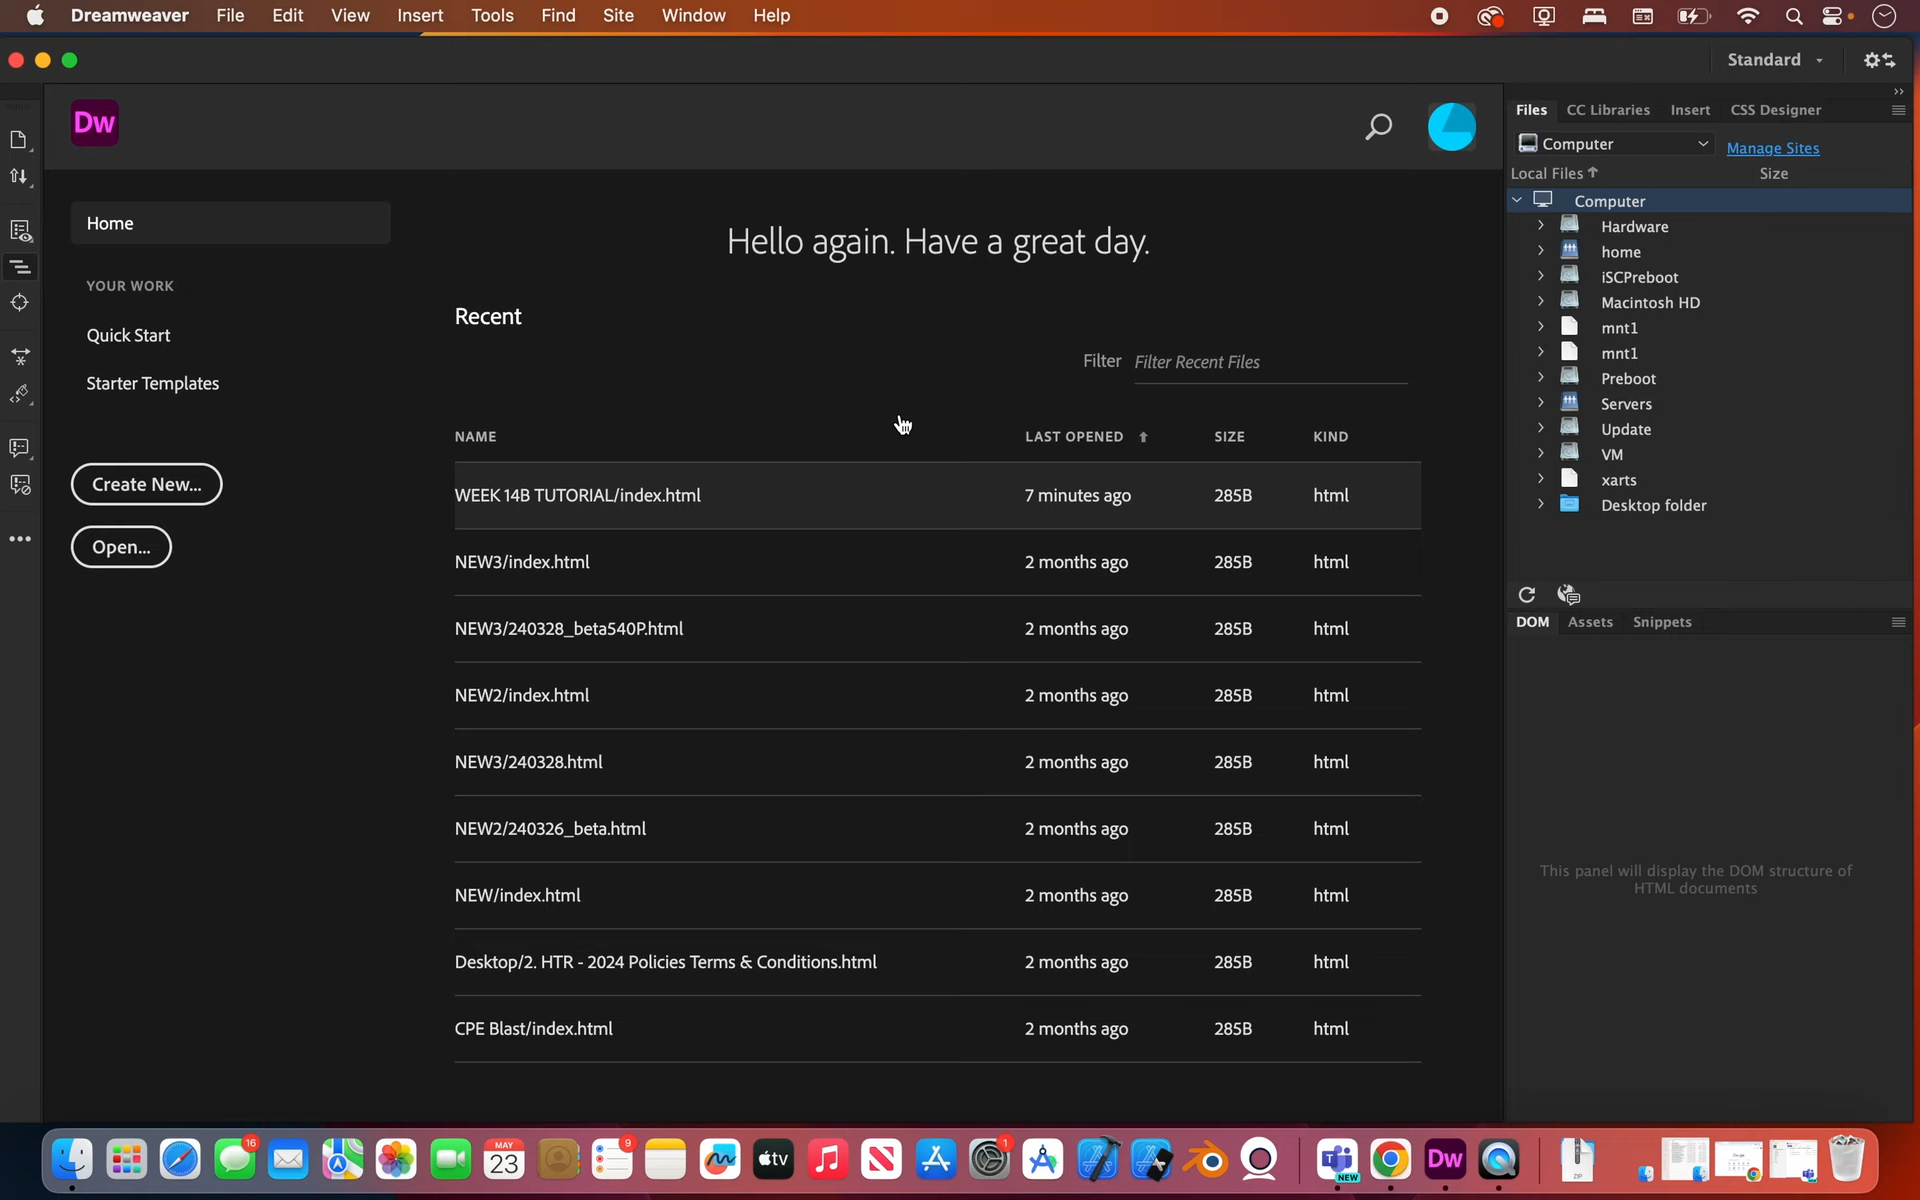 Dreamweaver File Edit View Insert Tools Find Site Window Help
Standard
Dw
Files CC Libraries Insert CSS Designer
Computer Manage Sites
Local Files Size
Computer
Hardware
home
iSCPreboot
Macintosh HD
mnt1
mnt1
Preboot
Servers
Update
VM
xarts
Desktop folder
DOM Assets Snippets
This panel will display the DOM structure of
HTML documents
Home
YOUR WORK
Quick Start
Starter Templates
Create New...
Open...
Hello again. Have a great day.
Recent
Filter Filter Recent Files
NAME LAST OPENED SIZE KIND
WEEK 14B TUTORIAL/index.html 7 minutes ago 285B html
NEW3/index.html 2 months ago 285B html
NEW3/240328_beta540P.html 2 months ago 285B html
NEW2/index.html 2 months ago 285B html
NEW3/240328.html 2 months ago 285B html
NEW2/240326_beta.html 2 months ago 285B html
NEW/index.html 2 months ago 285B html
Desktop/2. HTR - 2024 Policies Terms & Conditions.html 2 months ago 285B html
CPE Blast/index.html 2 months ago 285B html
16 MAY 23 9 tv 1 NEW Dw ZIP